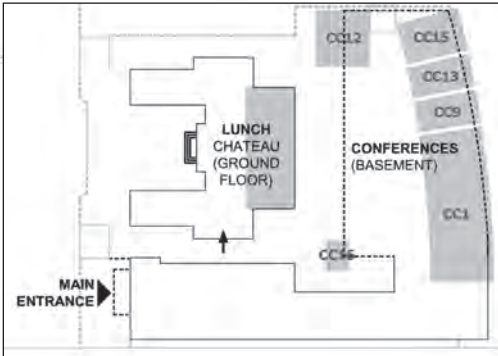 CC12
CC15
CC13
CC9
LUNCH
CHATEAU
(GROUND
FLOOR)
CONFERENCES
(BASEMENT)
CC1
MAIN
ENTRANCE